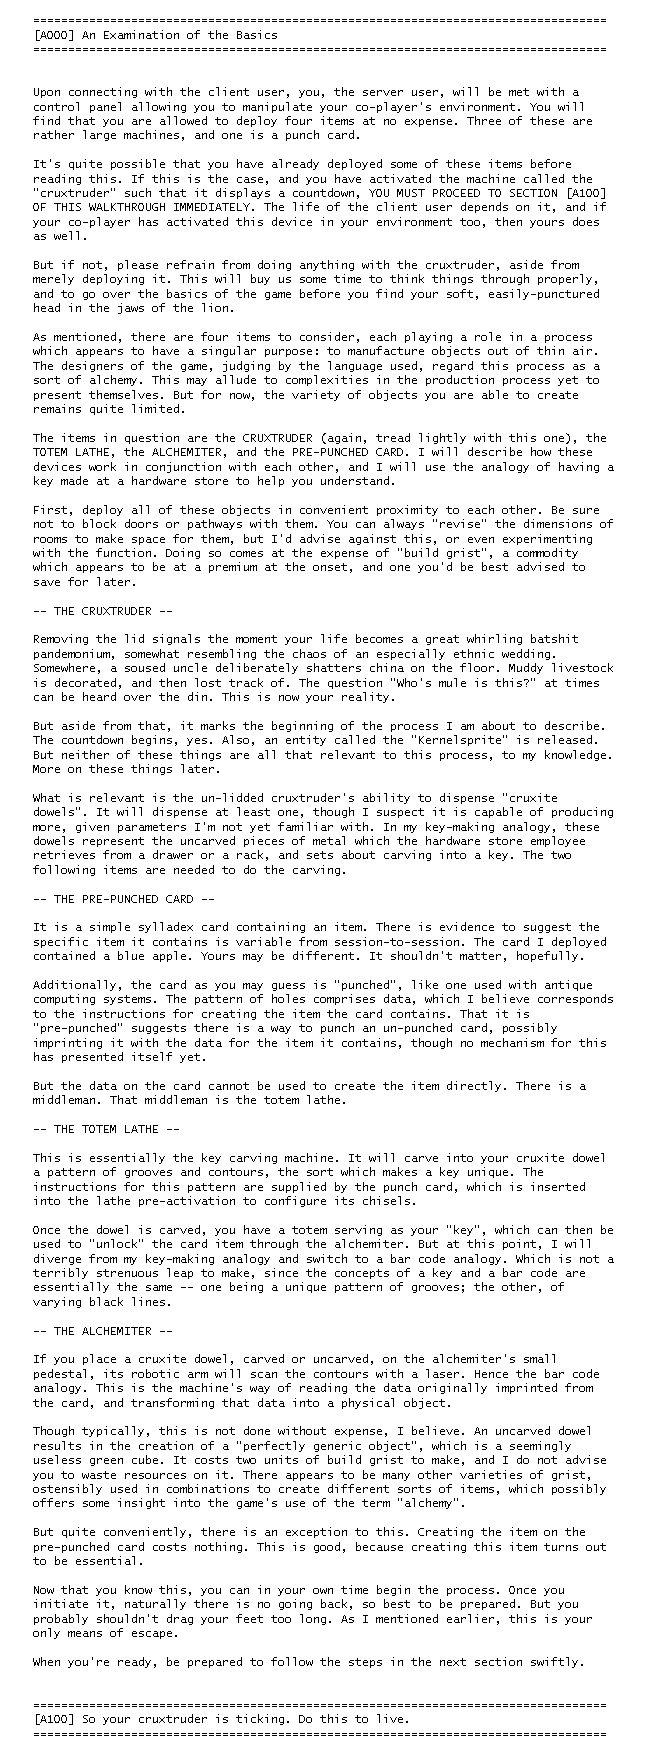 ==================================================================================
[A000] An Examination of the Basics
==================================================================================
Upon connecting with the client user, you, the server user, will be met with a
control panel allowing you to manipulate your co-player's environment. You will
find that you are allowed to deploy four items at no expense. Three of these are
rather large machines, and one is a punch card.
It's quite possible that you have already deployed some of these items before
reading this. If this is the case, and you have activated the machine called the
"cruxtruder" such that it displays a countdown, YOU MUST PROCEED TO SECTION [A100]
OF THIS WALKTHROUGH IMMEDIATELY. The life of the client user depends on it, and if
your co-player has activated this device in your environment too, then yours does
as well.
But if not, please refrain from doing anything with the cruxtruder, aside from
merely deploying it. This will buy us some time to think things through properly,
and to go over the basics of the game before you find your soft, easily-punctured
head in the jaws of the lion.
As mentioned, there are four items to consider, each playing a role in a process
which appears to have a singular purpose: to manufacture objects out of thin air.
The designers of the game, judging by the language used, regard this process as a
sort of alchemy. This may allude to complexities in the production process yet to
present themselves. But for now, the variety of objects you are able to create
remains quite limited.
The items in question are the CRUXTRUDER (again, tread lightly with this one), the
TOTEM LATHE, the ALCHEMITER, and the PRE-PUNCHED CARD. I will describe how these
devices work in conjunction with each other, and I will use the analogy of having a
key made at a hardware store to help you understand.
First, deploy all of these objects in convenient proximity to each other. Be sure
not to block doors or pathways with them. You can always "revise" the dimensions of
rooms to make space for them, but I'd advise against this, or even experimenting
with the function. Doing so comes at the expense of "build grist", a commodity
which appears to be at a premium at the onset, and one you'd be best advised to
save for later.
-- THE CRUXTRUDER --
Removing the lid signals the moment your life becomes a great whirling batshit
pandemonium, somewhat resembling the chaos of an especially ethnic wedding.
Somewhere, a soused uncle deliberately shatters china on the floor. Muddy livestock
is decorated, and then lost track of. The question "Who's mule is this?" at times
can be heard over the din. This is now your reality.
But aside from that, it marks the beginning of the process I am about to describe.
The countdown begins, yes. Also, an entity called the "Kernelsprite" is released.
But neither of these things are all that relevant to this process, to my knowledge.
More on these things later.
What is relevant is the un-lidded cruxtruder's ability to dispense "cruxite
dowels". It will dispense at least one, though I suspect it is capable of producing
more, given parameters I'm not yet familiar with. In my key-making analogy, these
dowels represent the uncarved pieces of metal which the hardware store employee
retrieves from a drawer or a rack, and sets about carving into a key. The two
following items are needed to do the carving.
-- THE PRE-PUNCHED CARD --
It is a simple sylladex card containing an item. There is evidence to suggest the
specific item it contains is variable from session-to-session. The card I deployed
contained a blue apple. Yours may be different. It shouldn't matter, hopefully.
Additionally, the card as you may guess is "punched", like one used with antique
computing systems. The pattern of holes comprises data, which I believe corresponds
to the instructions for creating the item the card contains. That it is
"pre-punched" suggests there is a way to punch an un-punched card, possibly
imprinting it with the data for the item it contains, though no mechanism for this
has presented itself yet.
But the data on the card cannot be used to create the item directly. There is a
middleman. That middleman is the totem lathe.
-- THE TOTEM LATHE --
This is essentially the key carving machine. It will carve into your cruxite dowel
a pattern of grooves and contours, the sort which makes a key unique. The
instructions for this pattern are supplied by the punch card, which is inserted
into the lathe pre-activation to configure its chisels.
Once the dowel is carved, you have a totem serving as your "key", which can then be
used to "unlock" the card item through the alchemiter. But at this point, I will
diverge from my key-making analogy and switch to a bar code analogy. Which is not a
terribly strenuous leap to make, since the concepts of a key and a bar code are
essentially the same -- one being a unique pattern of grooves; the other, of
varying black lines.
-- THE ALCHEMITER --
If you place a cruxite dowel, carved or uncarved, on the alchemiter's small
pedestal, its robotic arm will scan the contours with a laser. Hence the bar code
analogy. This is the machine's way of reading the data originally imprinted from
the card, and transforming that data into a physical object.
Though typically, this is not done without expense, I believe. An uncarved dowel
results in the creation of a "perfectly generic object", which is a seemingly
useless green cube. It costs two units of build grist to make, and I do not advise
you to waste resources on it. There appears to be many other varieties of grist,
ostensibly used in combinations to create different sorts of items, which possibly
offers some insight into the game's use of the term "alchemy".
But quite conveniently, there is an exception to this. Creating the item on the
pre-punched card costs nothing. This is good, because creating this item turns out
to be essential.
Now that you know this, you can in your own time begin the process. Once you
initiate it, naturally there is no going back, so best to be prepared. But you
probably shouldn't drag your feet too long. As I mentioned earlier, this is your
only means of escape.
When you're ready, be prepared to follow the steps in the next section swiftly.
==================================================================================
[A100] So your cruxtruder is ticking. Do this to live.
==================================================================================